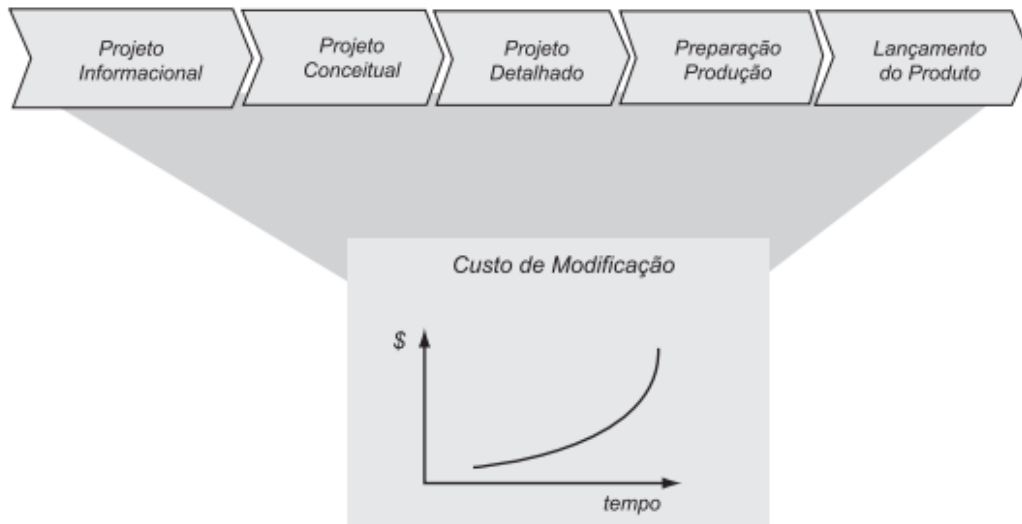 Projeto
Informacional
Projeto
Conceitual
Projeto
Detalhado
Preparação
Produção
Lançamento
do Produto
Custo de Modificação
$
tempo